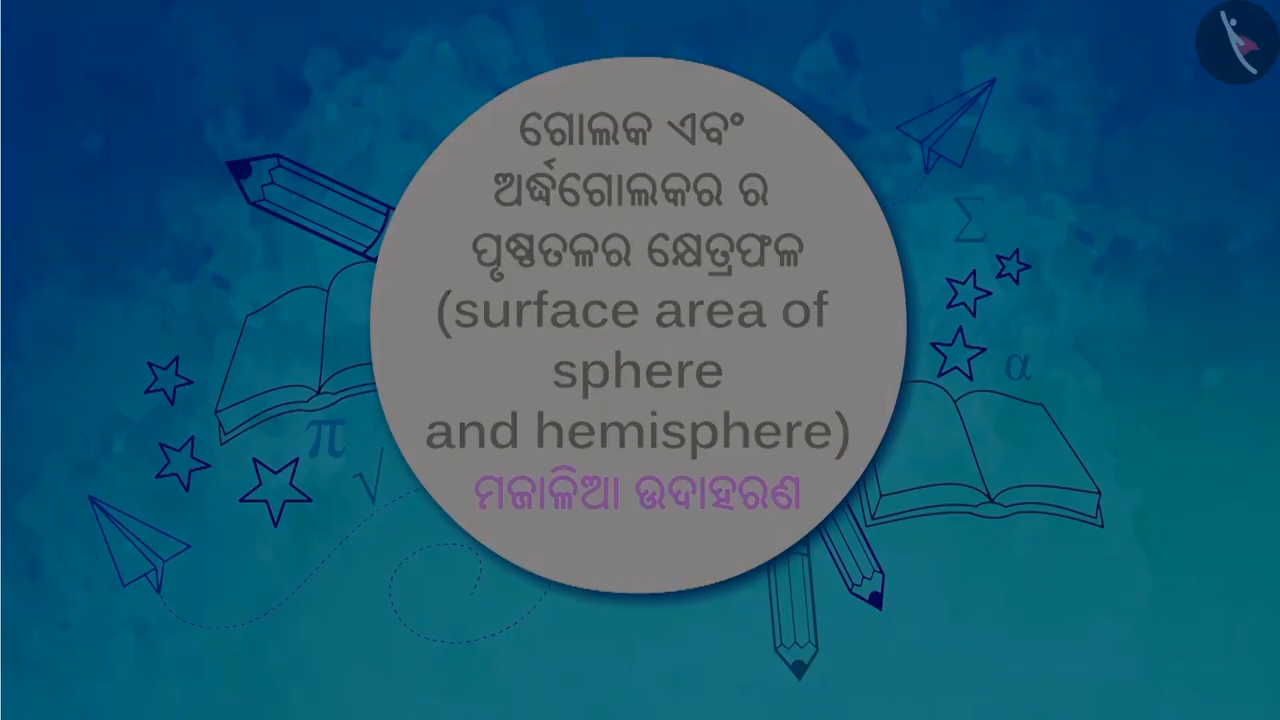 ଗୋଲକ ଏବଂ
ଅର୍ଦ୍ଧଗୋଲକର ର
ପୃଷ୍ଠତଳର କ୍ଷେତ୍ରଫଳ
(surface area of
sphere
and hemisphere)
ମଜାଳିଆ ଉଦାହରଣ
Σ
α
π
√